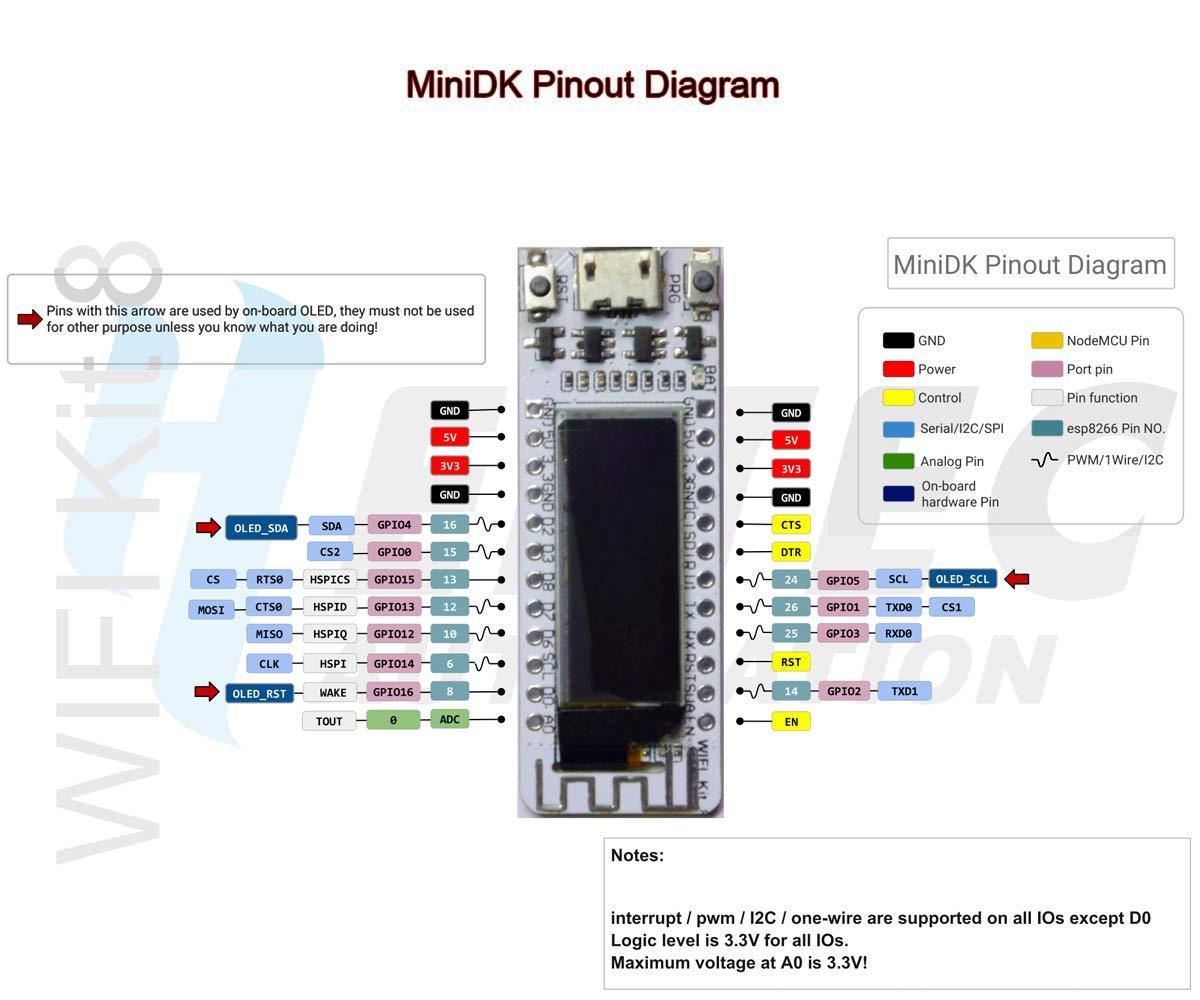 MiniDK Pinout Diagram
MiniDK Pinout Diagram
Pins with this arrow are used by on-board OLED, they must not be used
for other purpose unless you know what you are doing!
GND
Power
Control
Serial/I2C/SPI
Analog Pin
On-board
hardware Pin
NodeMCU Pin
Port pin
Pin function
esp8266 Pin NO.
PWM/1Wire/I2C
WIFI Kit 8
HELTEC
AUTOMATION
RST
PRG
BAT
GND
5V
3V3
GND
OLED_SDA SDA GPIO4 16
CS2 GPIO0 15
CS RTS0 HSPICS GPIO15 13
MOSI CTS0 HSPID GPIO13 12
MISO HSPIQ GPIO12 10
CLK HSPI GPIO14 6
OLED_RST WAKE GPIO16 8
TOUT 0 ADC
GND
5V
3V3
GND
CTS
DTR
24 GPIO5 SCL OLED_SCL
26 GPIO1 TXD0 CS1
25 GPIO3 RXD0
RST
14 GPIO2 TXD1
EN
WIFI Kit
Notes:
interrupt / pwm / I2C / one-wire are supported on all IOs except D0
Logic level is 3.3V for all IOs.
Maximum voltage at A0 is 3.3V!